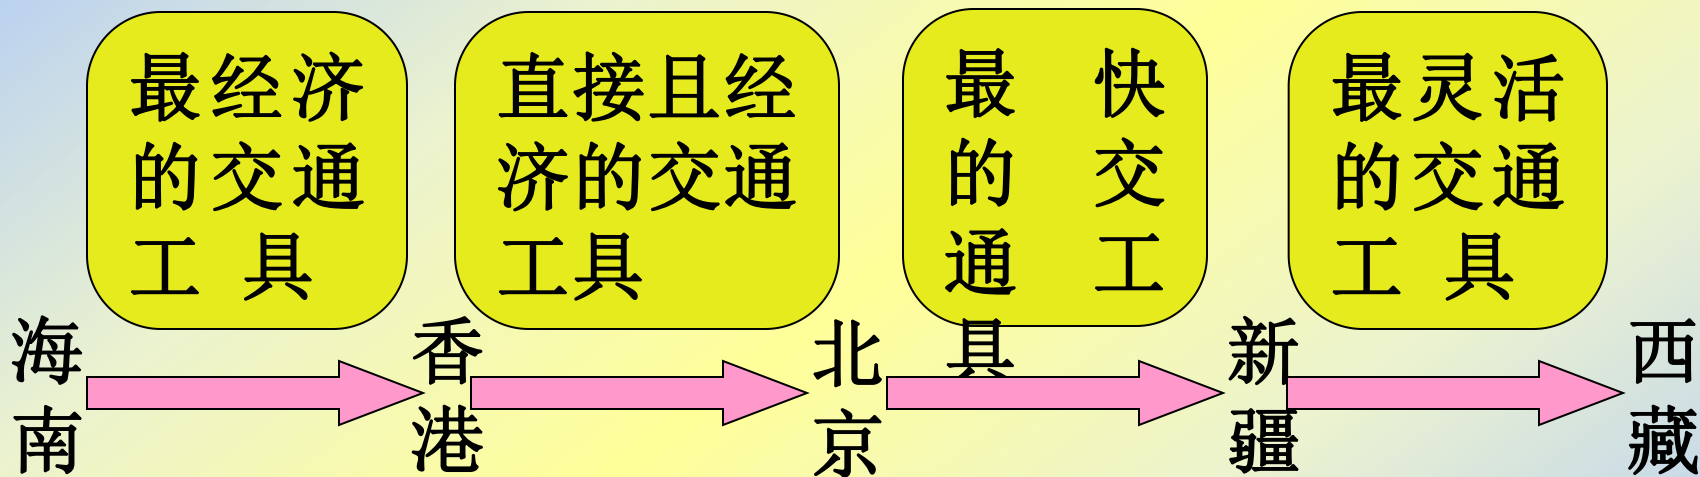 最经济
的交通
工 具
直接且经
济的交通
工具
最 快
的 交
通 工
具
最灵活
的交通
工 具
海
南
香
港
北
京
新
疆
西
藏